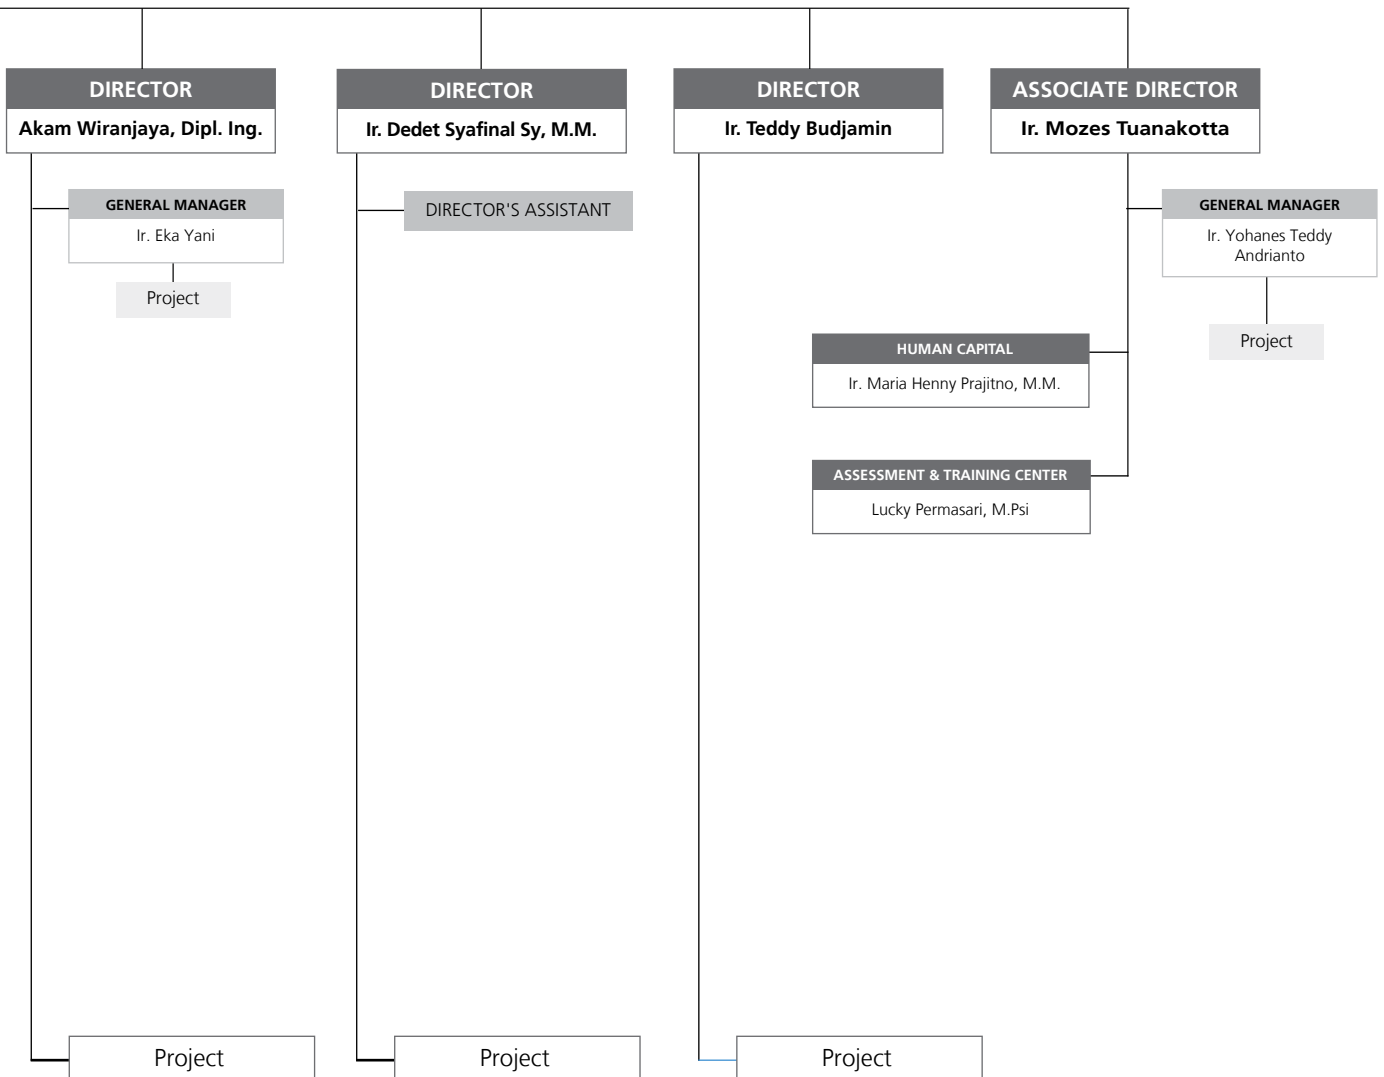 DIRECTOR
Akam Wiranjaya, Dipl. Ing.
GENERAL MANAGER
Ir. Eka Yani
Project
Project
DIRECTOR
Ir. Dedet Syafinal Sy, M.M.
DIRECTOR'S ASSISTANT
Project
DIRECTOR
Ir. Teddy Budjamin
Project
ASSOCIATE DIRECTOR
Ir. Mozes Tuanakotta
GENERAL MANAGER
Ir. Yohanes Teddy
Andrianto
Project
HUMAN CAPITAL
Ir. Maria Henny Prajitno, M.M.
ASSESSMENT & TRAINING CENTER
Lucky Permasari, M.Psi